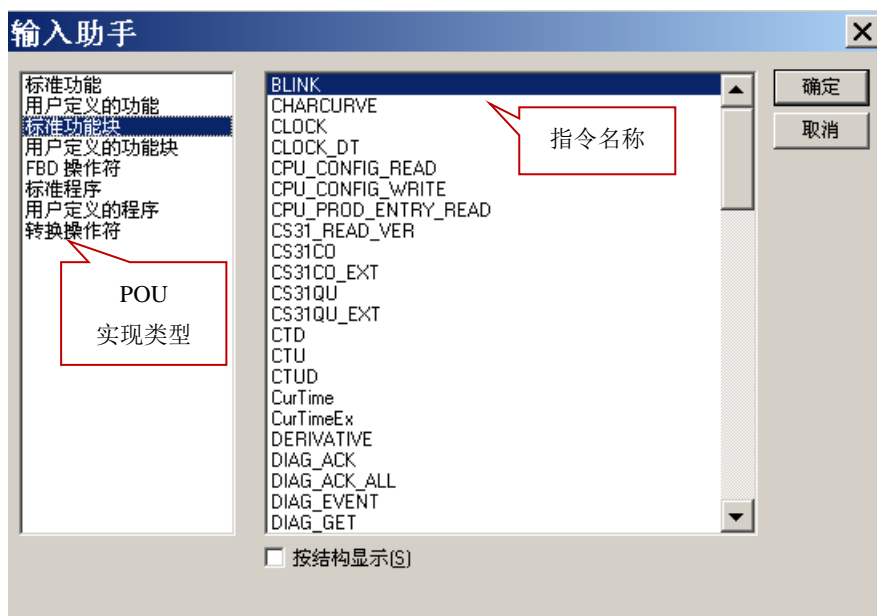 输入助手
标准功能
用户定义的功能
标准功能块
用户定义的功能块
FBD 操作符
标准程序
用户定义的程序
转换操作符
POU
实现类型
BLINK
CHARCURVE
CLOCK
CLOCK_DT
CPU_CONFIG_READ
CPU_CONFIG_WRITE
CPU_PROD_ENTRY_READ
CS31_READ_VER
CS31CO
CS31CO_EXT
CS31QU
CS31QU_EXT
CTD
CTU
CTUD
CurTime
CurTimeEx
DERIVATIVE
DIAG_ACK
DIAG_ACK_ALL
DIAG_EVENT
DIAG_GET
指令名称
确定
取消
按结构显示(S)